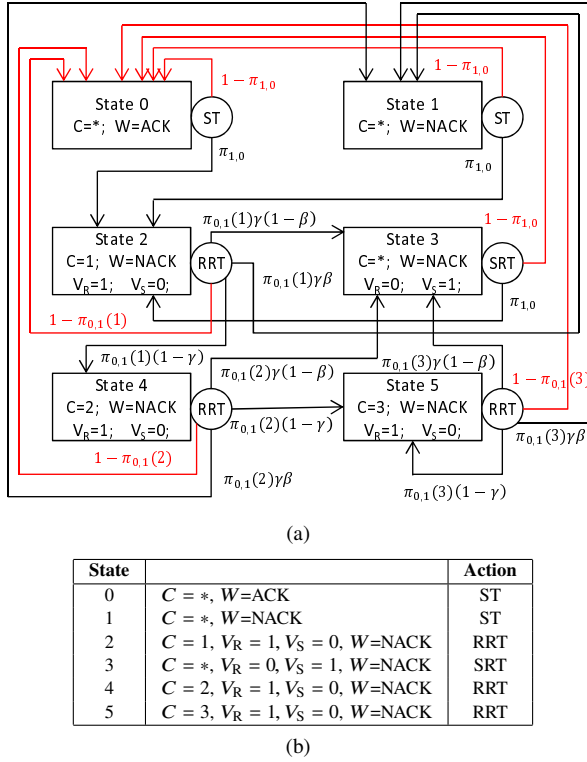 1 − π1,0
1 − π1,0
State 0
C=*; W=ACK
ST
State 1
C=*; W=NACK
ST
π1,0
π1,0
π0,1(1)γ(1 − β)
1 − π1,0
State 2
C=1; W=NACK
VR=1; VS=0;
RRT
State 3
C=*; W=NACK
VR=0; VS=1;
SRT
π0,1(1)γβ
π1,0
1 − π0,1(1)
π0,1(1)(1 − γ)
π0,1(2)γ(1 − β)
π0,1(3)γ(1 − β)
1 − π0,1(3)
State 4
C=2; W=NACK
VR=1; VS=0;
RRT
State 5
C=3; W=NACK
VR=1; VS=0;
RRT
π0,1(2)(1 − γ)
π0,1(3)γβ
1 − π0,1(2)
π0,1(2)γβ
π0,1(3)(1 − γ)
(a)
State Action
0 C = ∗, W=ACK ST
1 C = ∗, W=NACK ST
2 C = 1, VR = 1, VS = 0, W=NACK RRT
3 C = ∗, VR = 0, VS = 1, W=NACK SRT
4 C = 2, VR = 1, VS = 0, W=NACK RRT
5 C = 3, VR = 1, VS = 0, W=NACK RRT
(b)